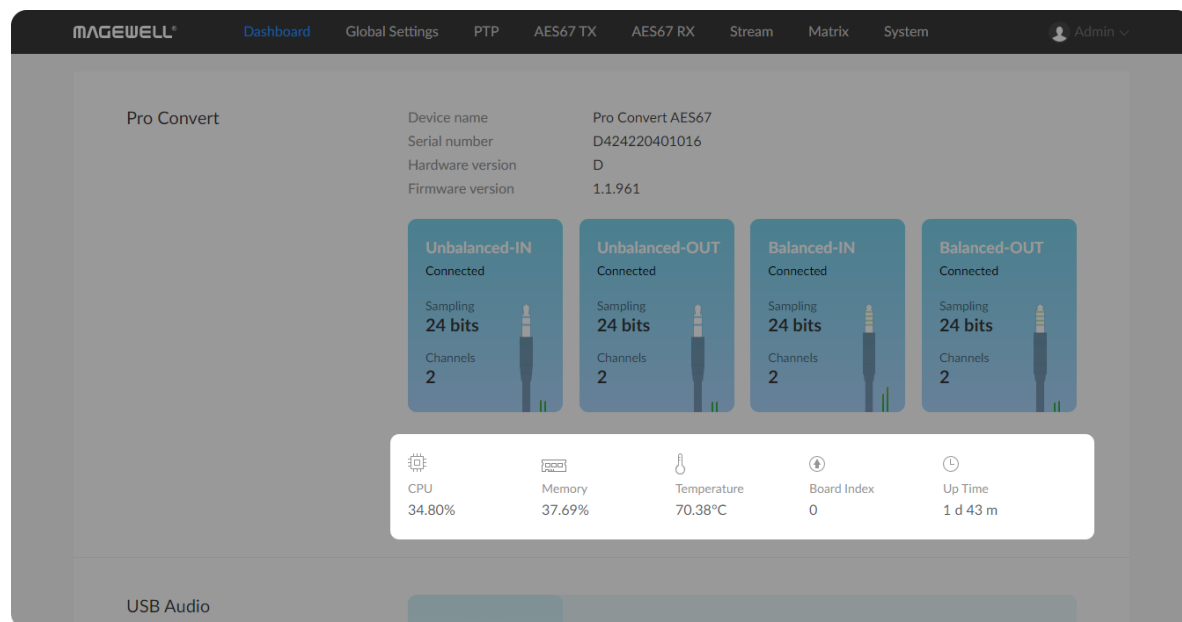 MAGEWELL®
Dashboard Global Settings PTP AES67 TX AES67 RX Stream Matrix System Admin
Pro Convert
Device name Pro Convert AES67
Serial number D424220401016
Hardware version D
Firmware version 1.1.961
Unbalanced-IN
Connected
Sampling
24 bits
Channels
2
Unbalanced-OUT
Connected
Sampling
24 bits
Channels
2
Balanced-IN
Connected
Sampling
24 bits
Channels
2
Balanced-OUT
Connected
Sampling
24 bits
Channels
2
CPU
34.80%
Memory
37.69%
Temperature
70.38°C
Board Index
0
Up Time
1 d 43 m
USB Audio